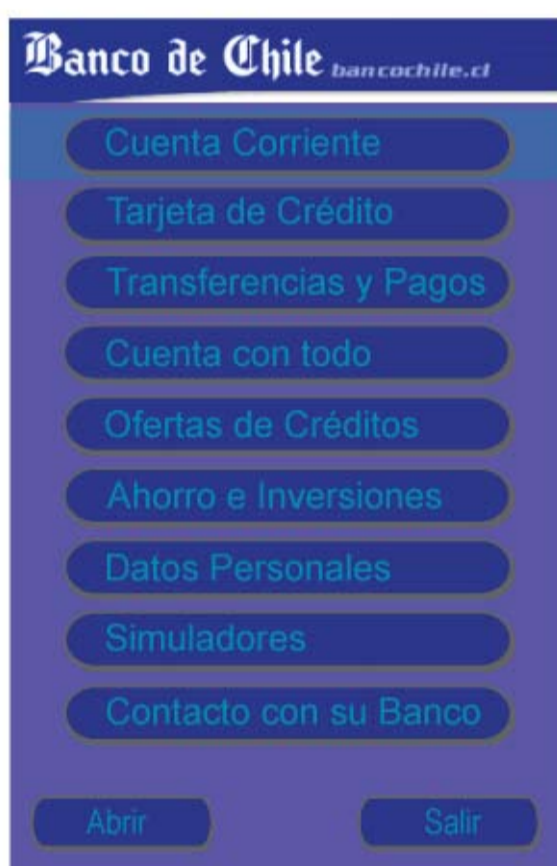 Banco de Chile bancochile.cl
Cuenta Corriente
Tarjeta de Crédito
Transferencias y Pagos
Cuenta con todo
Ofertas de Créditos
Ahorro e Inversiones
Datos Personales
Simuladores
Contacto con su Banco
Abrir Salir